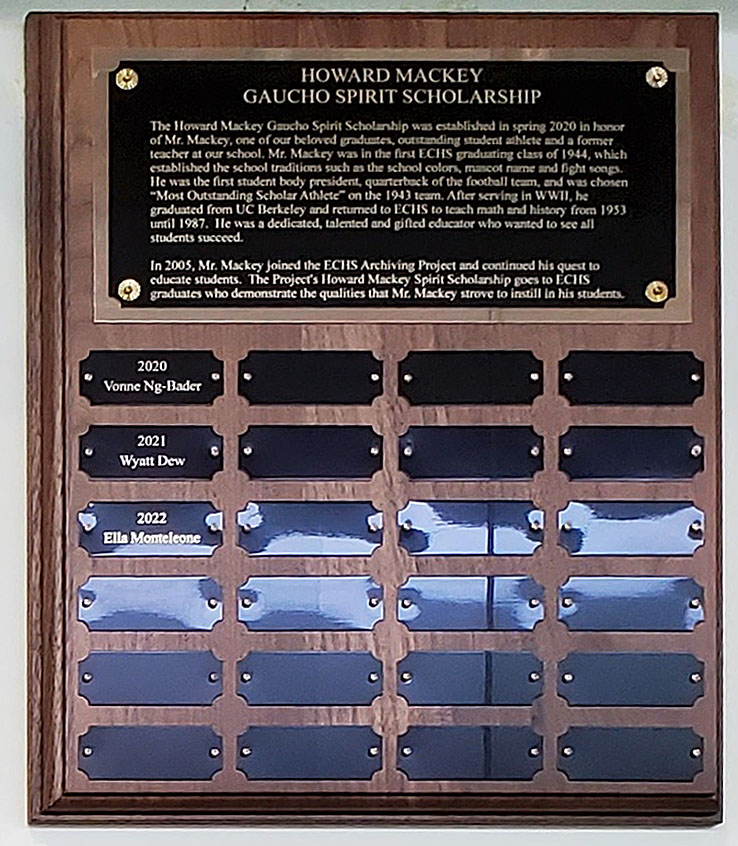 HOWARD MACKEY
GAUCHO SPIRIT SCHOLARSHIP
The Howard Mackey Gaucho Spirit Scholarship was established in spring 2020 in honor
of Mr. Mackey, one of our beloved graduates, outstanding student athlete and a former
teacher at our school. Mr. Mackey was in the first ECHS graduating class of 1944, which
established the school traditions such as the school colors, mascot name and fight songs.
He was the first student body president, quarterback of the football team, and was chosen
“Most Outstanding Scholar Athlete” on the 1943 team. After serving in WWII, he
graduated from UC Berkeley and returned to ECHS to teach math and history from 1953
until 1987. He was a dedicated, talented and gifted educator who wanted to see all
students succeed.
In 2005, Mr. Mackey joined the ECHS Archiving Project and continued his quest to
educate students. The Project's Howard Mackey Spirit Scholarship goes to ECHS
graduates who demonstrate the qualities that Mr. Mackey strove to instill in his students.
2020
Vonne Ng-Bader
2021
Wyatt Dew
2022
Ella Monteleone